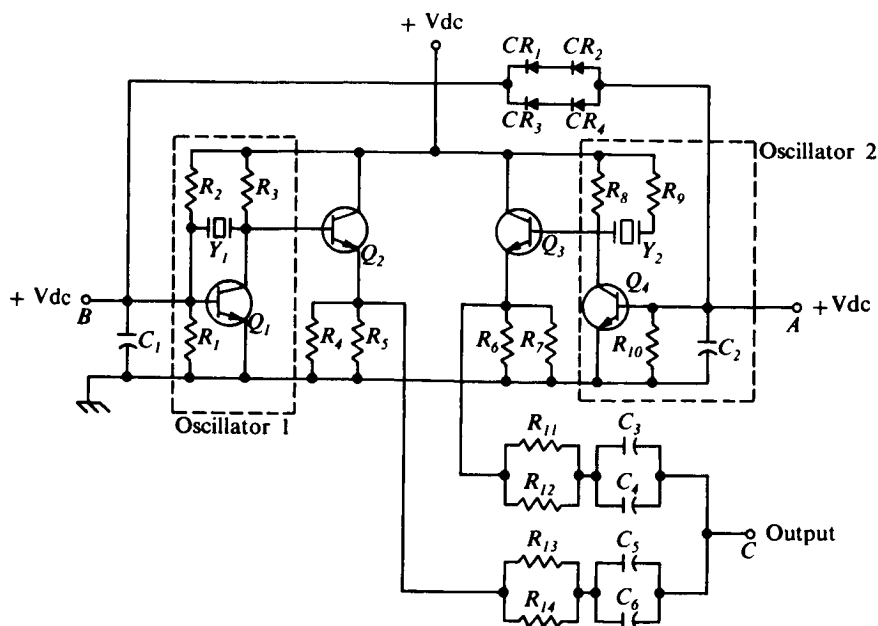 + Vdc
CR1 CR2
CR3 CR4
Oscillator 2
R2 R3 R8 R9
Y1 Q2 Q3 Y2
Q4
+ Vdc + Vdc
B A
C1 R1 Q1 R4 R5 R6 R7 R10 C2
Oscillator 1
R11 C3
R12 C4
Output
C
R13 C5
R14 C6